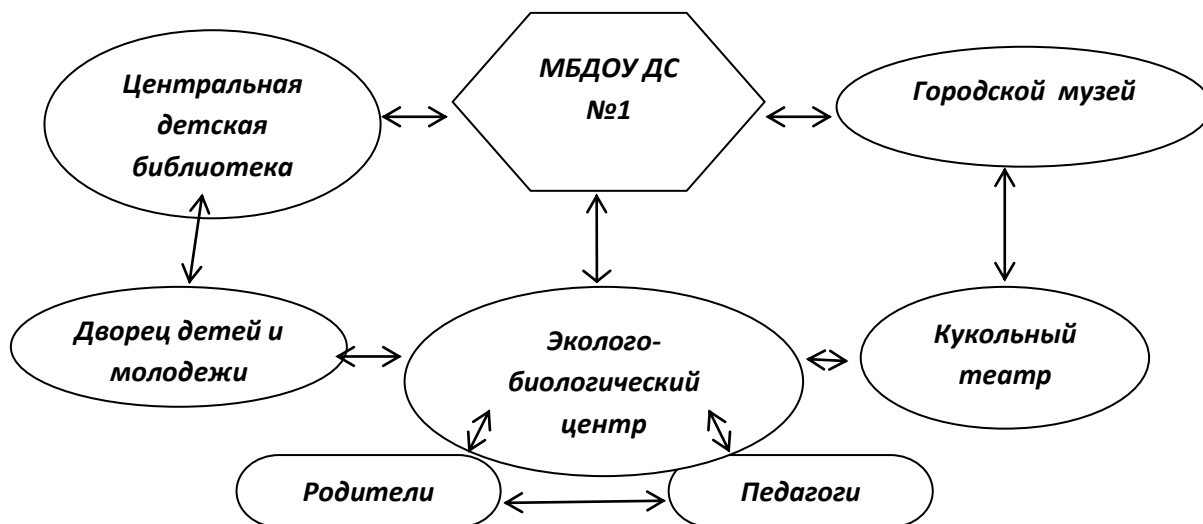 МБДОУ ДС
№1
Центральная
детская
библиотека
Городской музей
Дворец детей и
молодежи
Эколого-
биологический
центр
Кукольный
театр
Родители
Педагоги